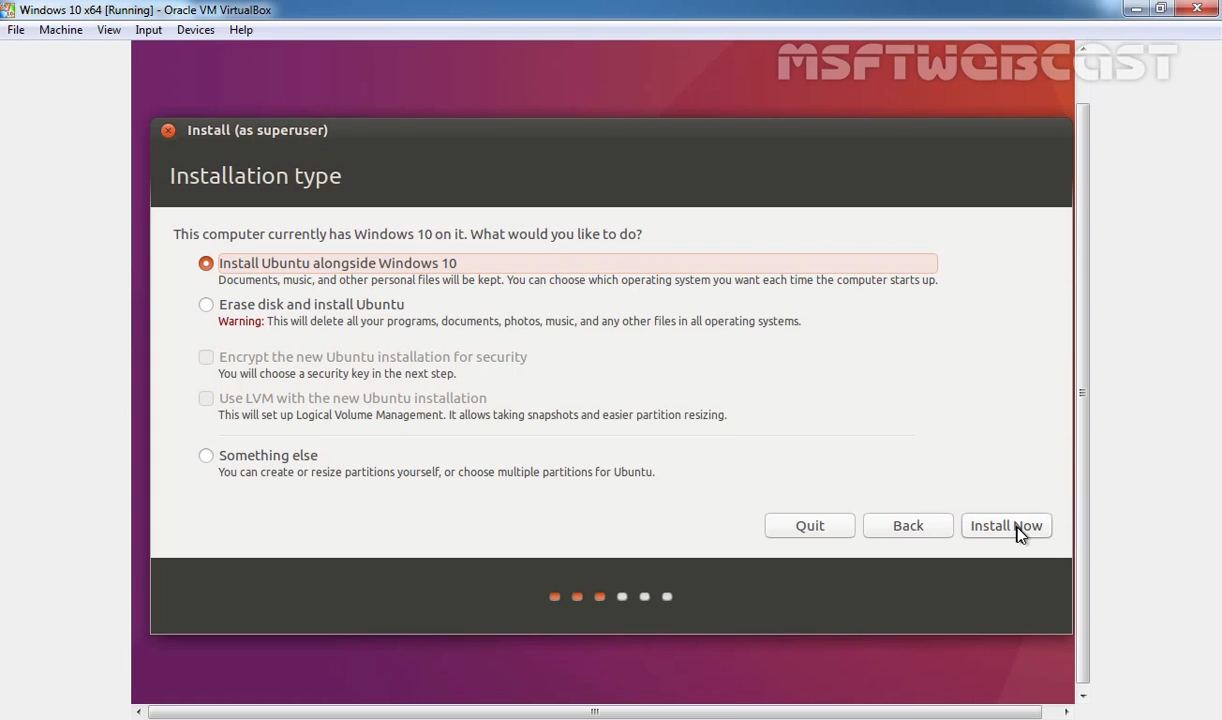 Windows 10 x64 [Running] - Oracle VM VirtualBox
File Machine View Input Devices Help
MSFTWEBCAST
Install (as superuser)
Installation type
This computer currently has Windows 10 on it. What would you like to do?
Install Ubuntu alongside Windows 10
Documents, music, and other personal files will be kept. You can choose which operating system you want each time the computer starts up.
Erase disk and install Ubuntu
Warning: This will delete all your programs, documents, photos, music, and any other files in all operating systems.
Encrypt the new Ubuntu installation for security
You will choose a security key in the next step.
Use LVM with the new Ubuntu installation
This will set up Logical Volume Management. It allows taking snapshots and easier partition resizing.
Something else
You can create or resize partitions yourself, or choose multiple partitions for Ubuntu.
Quit Back Install Now